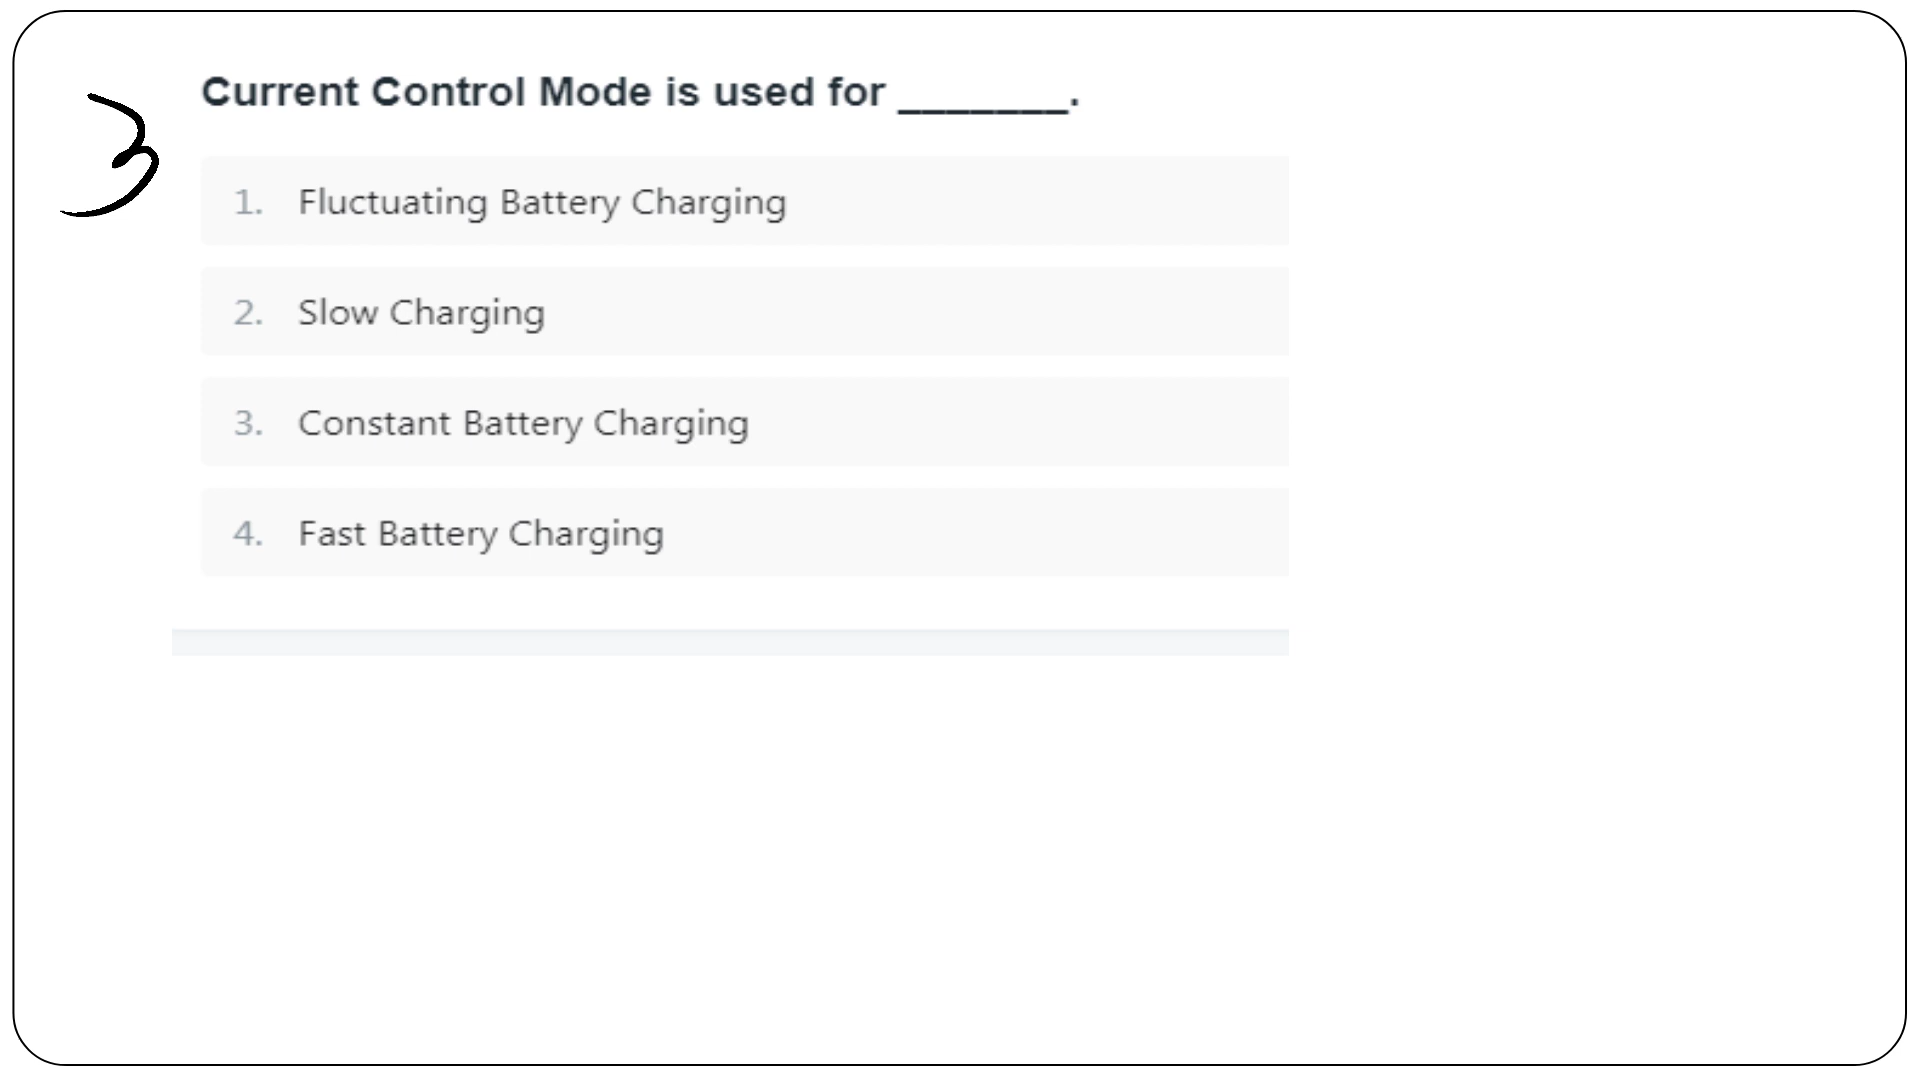 3
Current Control Mode is used for _______.
1. Fluctuating Battery Charging
2. Slow Charging
3. Constant Battery Charging
4. Fast Battery Charging